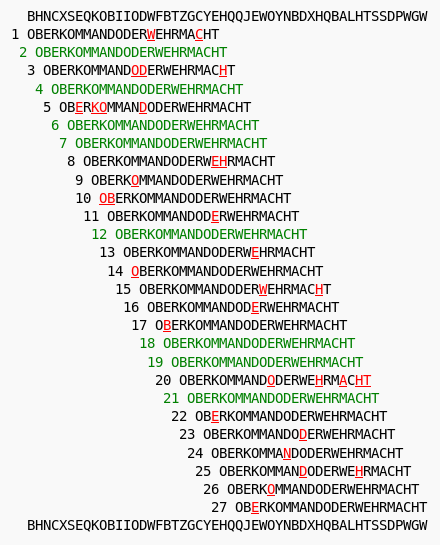 BHNCXSEQKOBIIODWFBTZGCYEHQQJEWOYNBDXHQBALHTSSDPWGW
1 OBERKOMMANDODERWEHRMACHT
2 OBERKOMMANDODERWEHRMACHT
3 OBERKOMMANDODERWEHRMACHT
4 OBERKOMMANDODERWEHRMACHT
5 OBERKOMMANDODERWEHRMACHT
6 OBERKOMMANDODERWEHRMACHT
7 OBERKOMMANDODERWEHRMACHT
8 OBERKOMMANDODERWEHRMACHT
9 OBERKOMMANDODERWEHRMACHT
10 OBERKOMMANDODERWEHRMACHT
11 OBERKOMMANDODERWEHRMACHT
12 OBERKOMMANDODERWEHRMACHT
13 OBERKOMMANDODERWEHRMACHT
14 OBERKOMMANDODERWEHRMACHT
15 OBERKOMMANDODERWEHRMACHT
16 OBERKOMMANDODERWEHRMACHT
17 OBERKOMMANDODERWEHRMACHT
18 OBERKOMMANDODERWEHRMACHT
19 OBERKOMMANDODERWEHRMACHT
20 OBERKOMMANDODERWEHRMACHT
21 OBERKOMMANDODERWEHRMACHT
22 OBERKOMMANDODERWEHRMACHT
23 OBERKOMMANDODERWEHRMACHT
24 OBERKOMMANDODERWEHRMACHT
25 OBERKOMMANDODERWEHRMACHT
26 OBERKOMMANDODERWEHRMACHT
27 OBERKOMMANDODERWEHRMACHT
BHNCXSEQKOBIIODWFBTZGCYEHQQJEWOYNBDXHQBALHTSSDPWGW